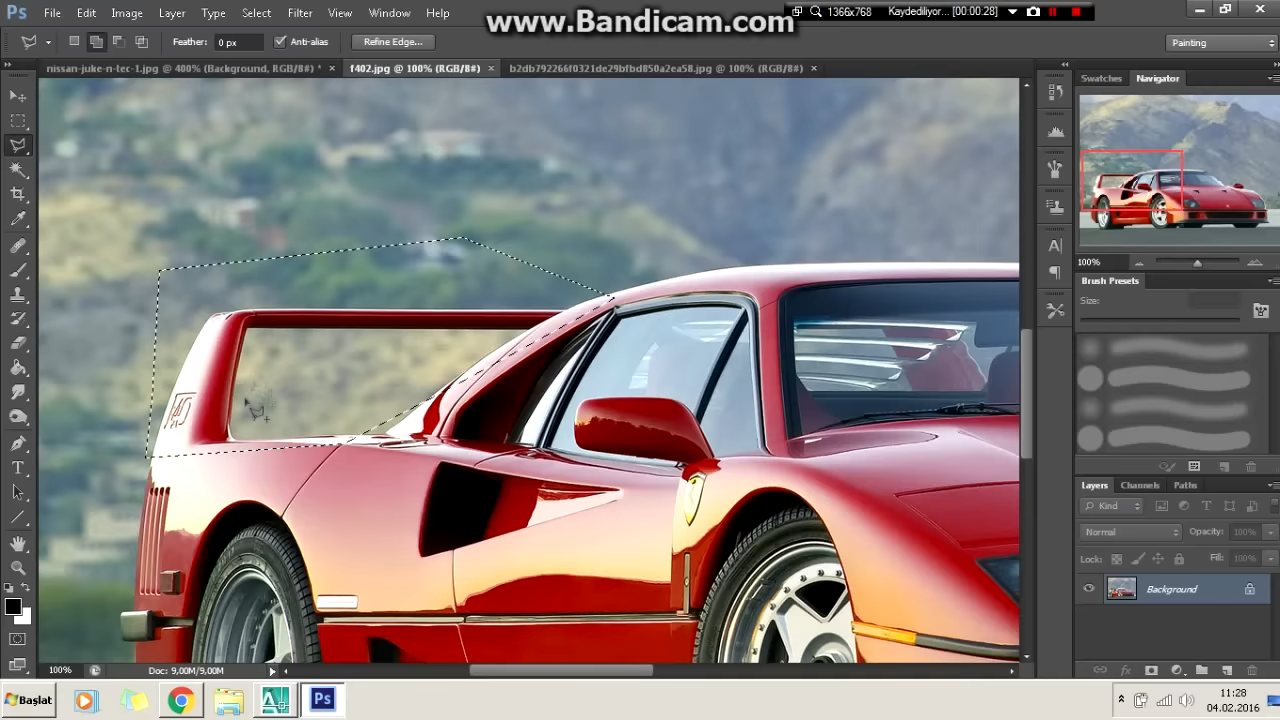 www.Bandicam.com
1366x768 Kaydediliyor... [00:00:28]
Ps File Edit Image Layer Type Select Filter View Window Help
Feather: 0 px Anti-alias Refine Edge... Painting
nissan-juke-n-tec-1.jpg @ 400% (Background, RGB/8#) * × f402.jpg @ 100% (RGB/8#) × b2db792266f0321de29bfbd850a2ea58.jpg @ 100% (RGB/8#) ×
Swatches Navigator
100%
Brush Presets
Size:
Layers Channels Paths
Kind
Normal Opacity: 100%
Lock: Fill: 100%
Background
100% Doc: 9,00M/9,00M
Başlat Ps
11:28
04.02.2016